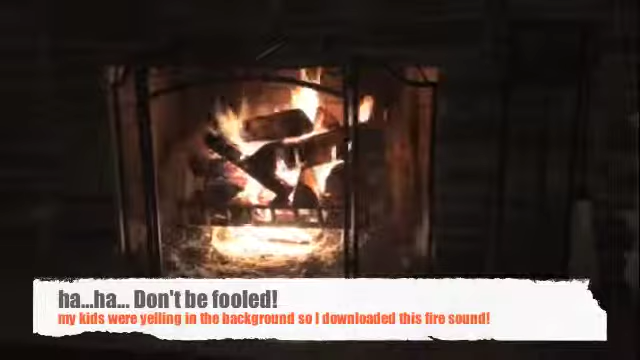 ha...ha... Don't be fooled!
my kids were yelling in the background so I downloaded this fire sound!